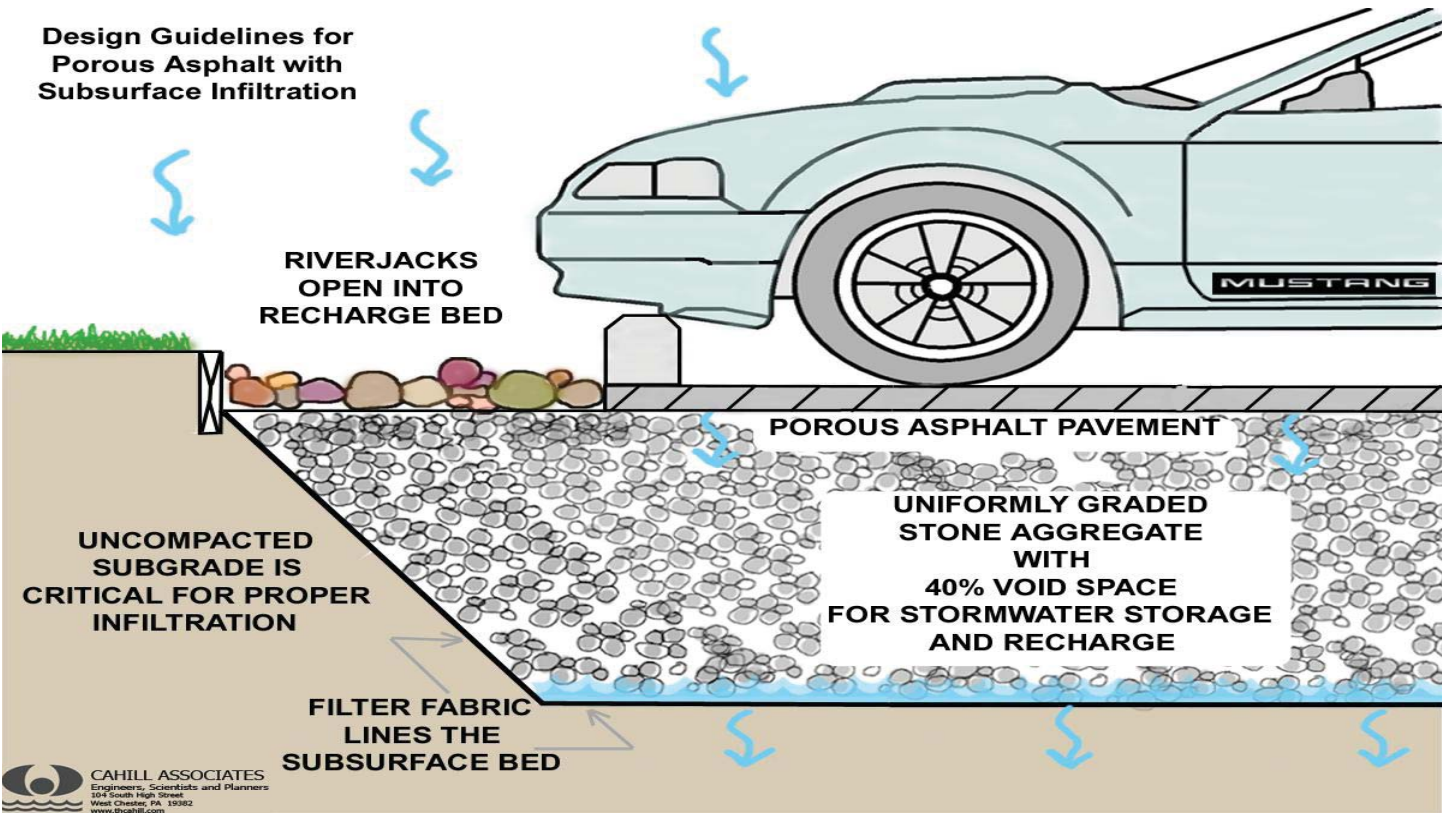 Design Guidelines for
Porous Asphalt with
Subsurface Infiltration
RIVERJACKS
OPEN INTO
RECHARGE BED
MUSTANG
POROUS ASPHALT PAVEMENT
UNIFORMLY GRADED
STONE AGGREGATE
WITH
40% VOID SPACE
FOR STORMWATER STORAGE
AND RECHARGE
UNCOMPACTED
SUBGRADE IS
CRITICAL FOR PROPER
INFILTRATION
FILTER FABRIC
LINES THE
SUBSURFACE BED
CAHILL ASSOCIATES
Engineers, Scientists and Planners
104 South High Street
West Chester, PA 19382
www.thcahill.com